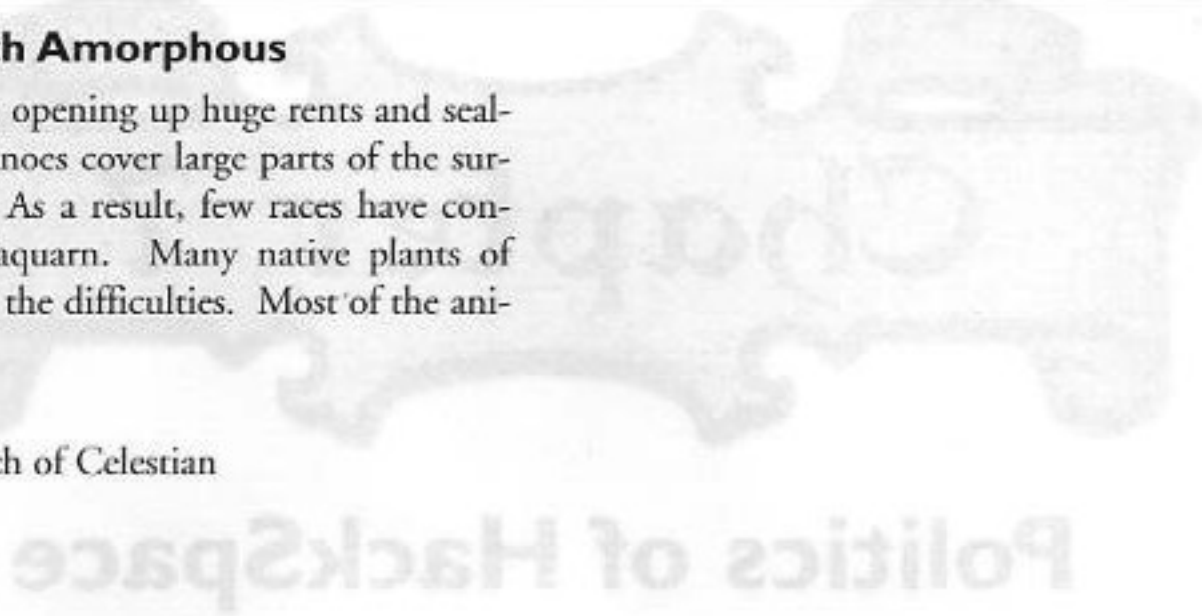 h Amorphous
opening up huge rents and seal-
noes cover large parts of the sur-
As a result, few races have con-
aquarn. Many native plants of
the difficulties. Most of the ani-
ch of Celestian
Politics of HackSpace